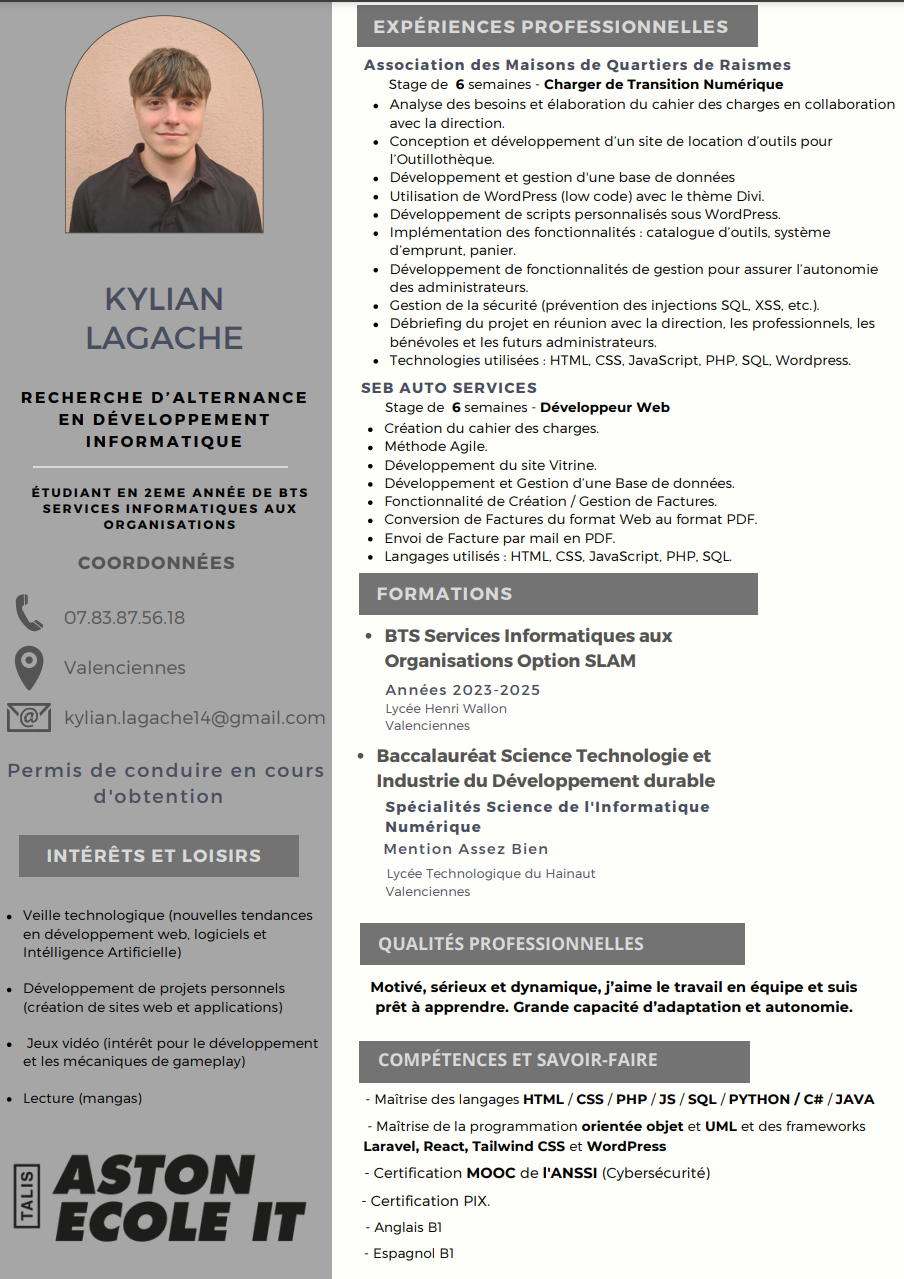 KYLIAN
LAGACHE
RECHERCHE D'ALTERNANCE
EN DÉVELOPPEMENT
INFORMATIQUE
ÉTUDIANT EN 2EME ANNÉE DE BTS
SERVICES INFORMATIQUES AUX
ORGANISATIONS
COORDONNÉES
07.83.87.56.18
Valenciennes
kylian.lagache14@gmail.com
Permis de conduire en cours
d'obtention
INTÉRÊTS ET LOISIRS
• Veille technologique (nouvelles tendances
en développement web, logiciels et
Intélligence Artificielle)
• Développement de projets personnels
(création de sites web et applications)
• Jeux vidéo (intérêt pour le développement
et les mécaniques de gameplay)
• Lecture (mangas)
TALIS
ASTON
ECOLE IT
EXPÉRIENCES PROFESSIONNELLES
Association des Maisons de Quartiers de Raismes
Stage de 6 semaines - Charger de Transition Numérique
• Analyse des besoins et élaboration du cahier des charges en collaboration
avec la direction.
• Conception et développement d'un site de location d'outils pour
l'Outillothèque.
• Développement et gestion d'une base de données
• Utilisation de WordPress (low code) avec le thème Divi.
• Développement de scripts personnalisés sous WordPress.
• Implémentation des fonctionnalités : catalogue d'outils, système
d'emprunt, panier.
• Développement de fonctionnalités de gestion pour assurer l'autonomie
des administrateurs.
• Gestion de la sécurité (prévention des injections SQL, XSS, etc.).
• Débriefing du projet en réunion avec la direction, les professionnels, les
bénévoles et les futurs administrateurs.
• Technologies utilisées : HTML, CSS, JavaScript, PHP, SQL, Wordpress.
SEB AUTO SERVICES
Stage de 6 semaines - Développeur Web
• Création du cahier des charges.
• Méthode Agile.
• Développement du site Vitrine.
• Développement et Gestion d'une Base de données.
• Fonctionnalité de Création / Gestion de Factures.
• Conversion de Factures du format Web au format PDF.
• Envoi de Facture par mail en PDF.
• Langages utilisés : HTML, CSS, JavaScript, PHP, SQL.
FORMATIONS
• BTS Services Informatiques aux
Organisations Option SLAM
Années 2023-2025
Lycée Henri Wallon
Valenciennes
• Baccalauréat Science Technologie et
Industrie du Développement durable
Spécialités Science de l'Informatique
Numérique
Mention Assez Bien
Lycée Technologique du Hainaut
Valenciennes
QUALITÉS PROFESSIONNELLES
Motivé, sérieux et dynamique, j'aime le travail en équipe et suis
prêt à apprendre. Grande capacité d'adaptation et autonomie.
COMPÉTENCES ET SAVOIR-FAIRE
- Maîtrise des langages HTML / CSS / PHP / JS / SQL / PYTHON / C# / JAVA
- Maîtrise de la programmation orientée objet et UML et des frameworks
Laravel, React, Tailwind CSS et WordPress
- Certification MOOC de l'ANSSI (Cybersécurité)
- Certification PIX.
- Anglais B1
- Espagnol B1